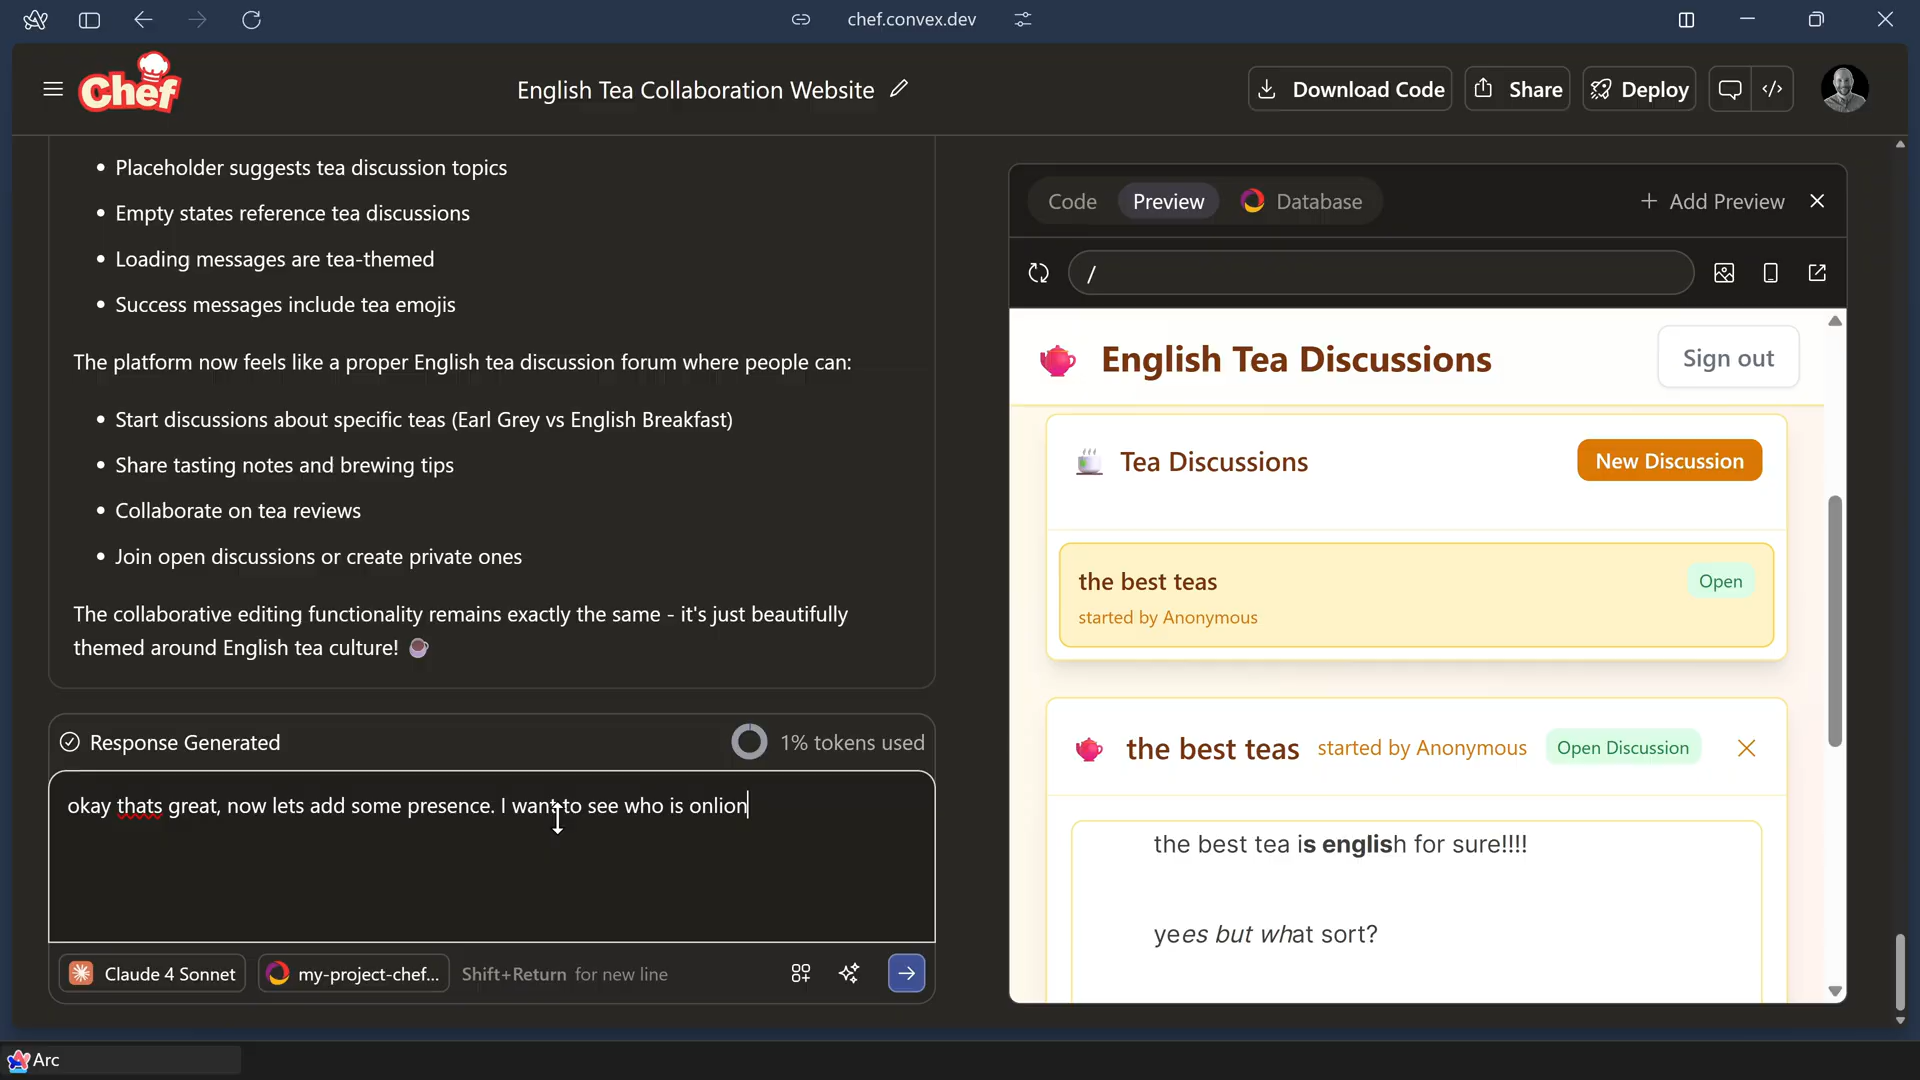 chef.convex.dev
Chef
English Tea Collaboration Website
Download Code
Share
Deploy
• Placeholder suggests tea discussion topics
• Empty states reference tea discussions
• Loading messages are tea-themed
• Success messages include tea emojis
The platform now feels like a proper English tea discussion forum where people can:
• Start discussions about specific teas (Earl Grey vs English Breakfast)
• Share tasting notes and brewing tips
• Collaborate on tea reviews
• Join open discussions or create private ones
The collaborative editing functionality remains exactly the same - it's just beautifully
themed around English tea culture!
Response Generated
1% tokens used
okay thats great, now lets add some presence. I want to see who is onlion
Claude 4 Sonnet
my-project-chef...
Shift+Return for new line
Code
Preview
Database
+ Add Preview
/
English Tea Discussions
Sign out
Tea Discussions
New Discussion
the best teas
Open
started by Anonymous
the best teas
started by Anonymous
Open Discussion
the best tea is english for sure!!!!
yees but what sort?
Arc